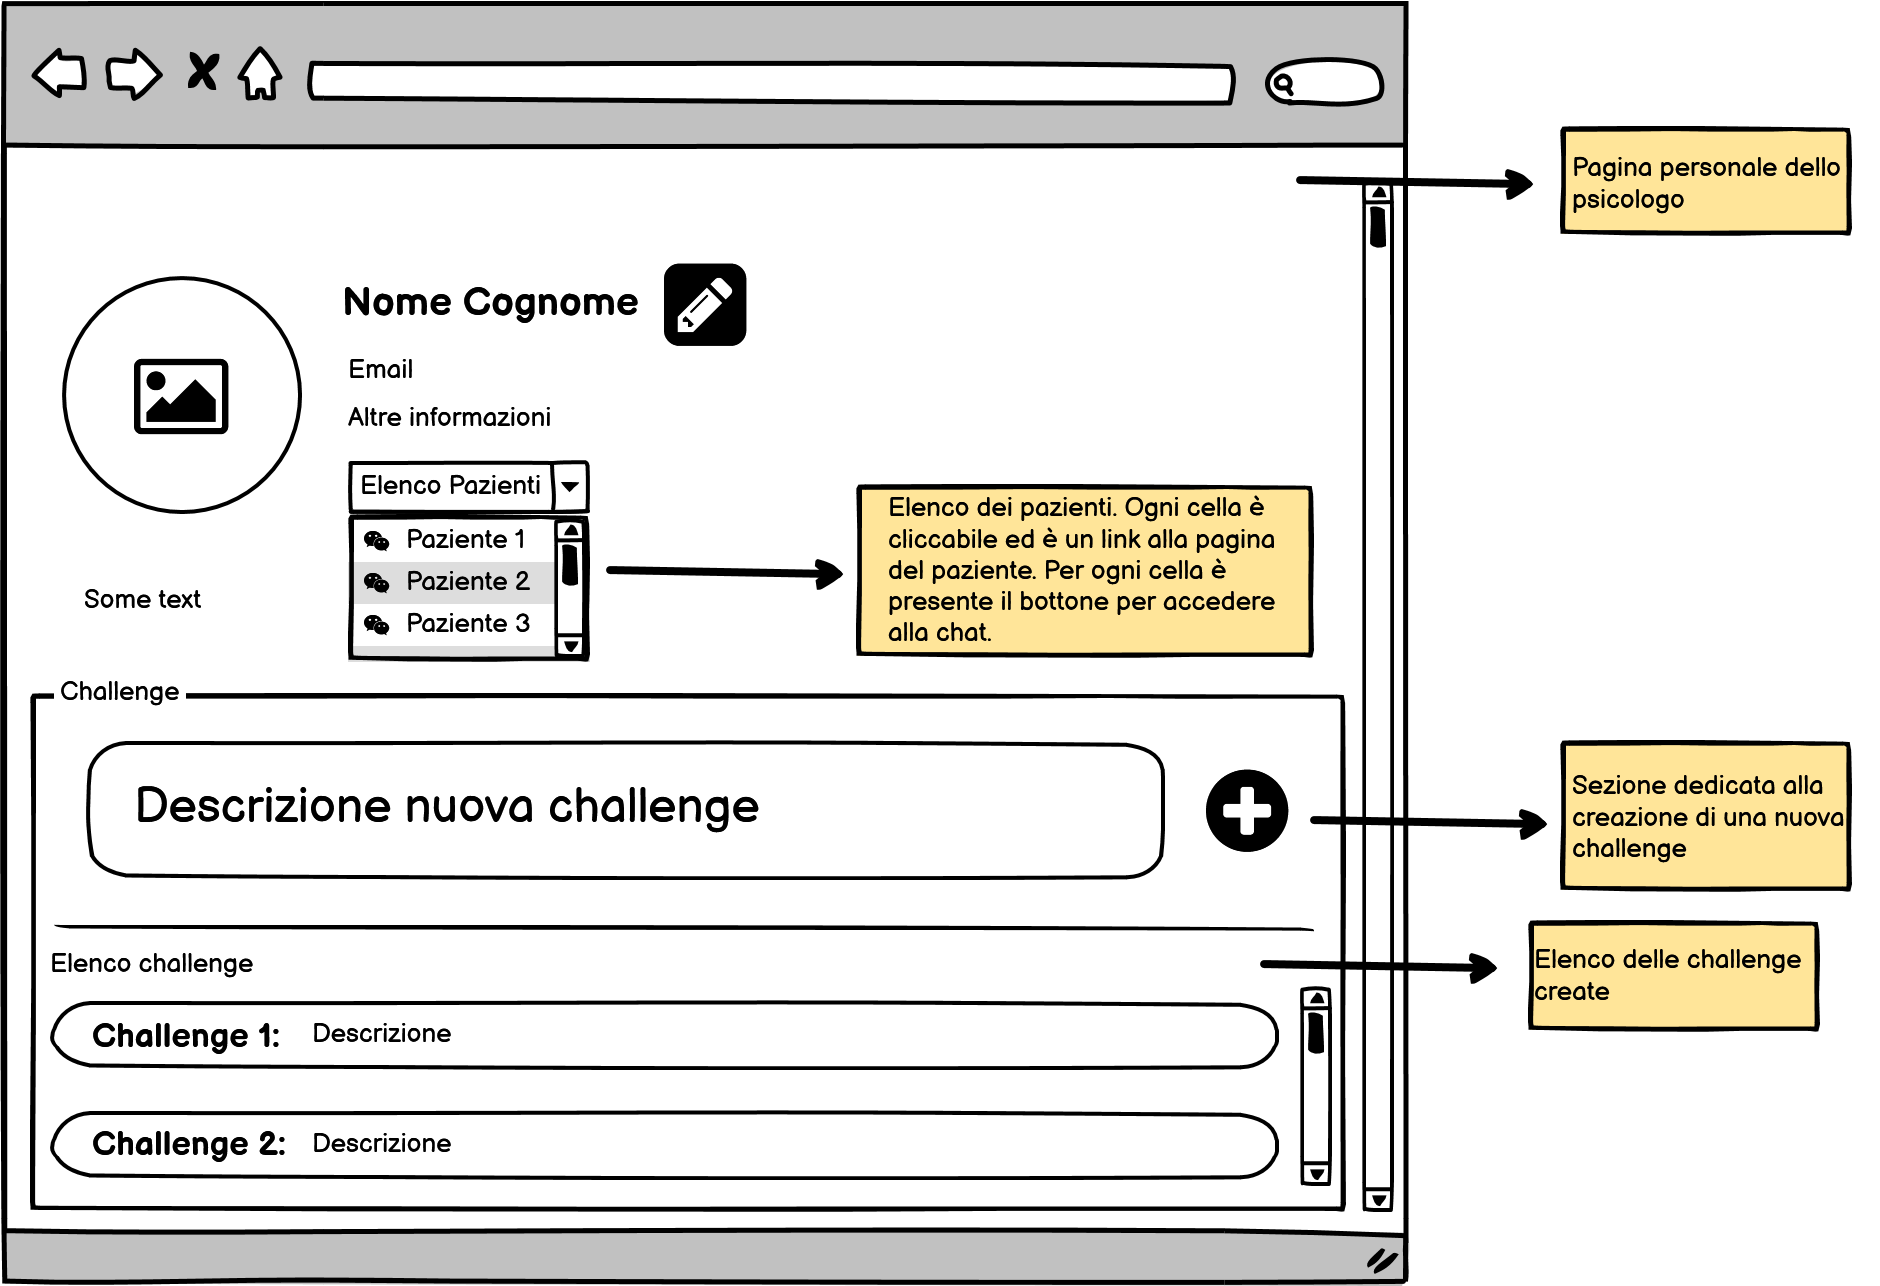 Pagina personale dello
psicologo
Nome Cognome
Email
Altre informazioni
Elenco Pazienti
Paziente 1
Paziente 2
Paziente 3
Elenco dei pazienti. Ogni cella è
cliccabile ed è un link alla pagina
del paziente. Per ogni cella è
presente il bottone per accedere
alla chat.
Some text
Challenge
Descrizione nuova challenge
Sezione dedicata alla
creazione di una nuova
challenge
Elenco challenge
Elenco delle challenge
create
Challenge 1: Descrizione
Challenge 2: Descrizione